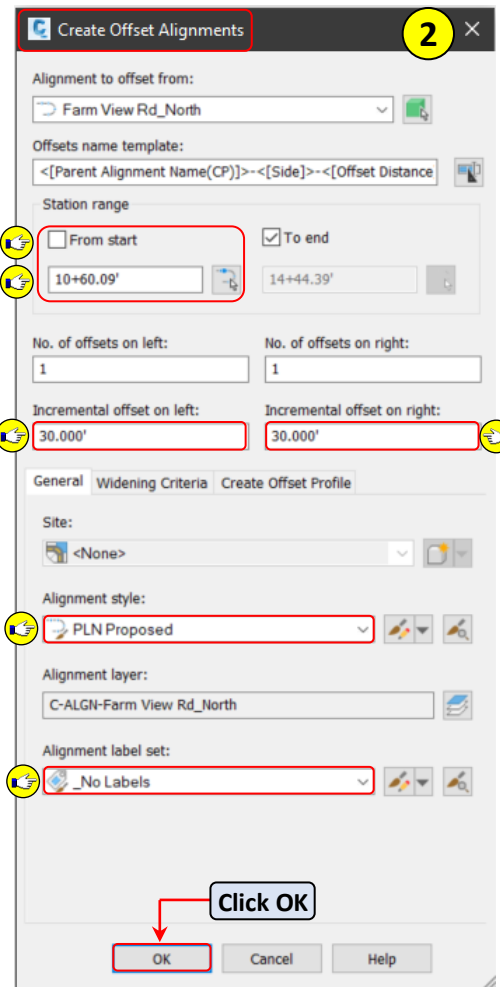 Create Offset Alignments
2
Alignment to offset from:
Farm View Rd_North
Offsets name template:
<[Parent Alignment Name(CP)]>-<[Side]>-<[Offset Distance
Station range
From start
To end
10+60.09'
14+44.39'
No. of offsets on left:
No. of offsets on right:
1
1
Incremental offset on left:
Incremental offset on right:
30.000'
30.000'
General
Widening Criteria
Create Offset Profile
Site:
<None>
Alignment style:
PLN Proposed
Alignment layer:
C-ALGN-Farm View Rd_North
Alignment label set:
_No Labels
Click OK
OK
Cancel
Help